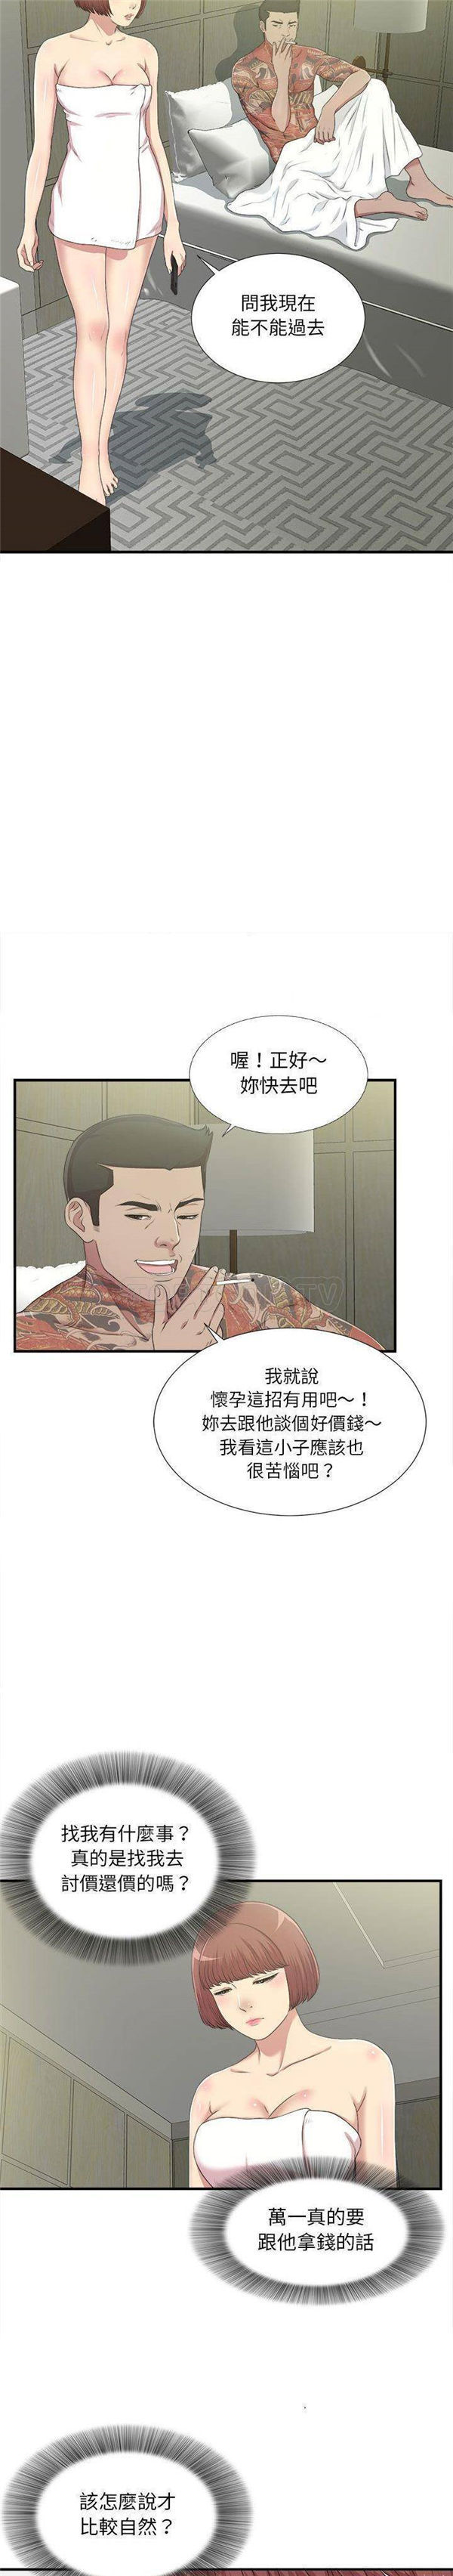 問我現在
能不能過去
喔！正好～
妳快去吧
我就說
懷孕這招有用吧～！
妳去跟他談個好價錢～
我看這小子應該也
很苦惱吧？
找我有什麼事？
真的是找我去
討價還價的嗎？
萬一真的要
跟他拿錢的話
該怎麼說才
比較自然？